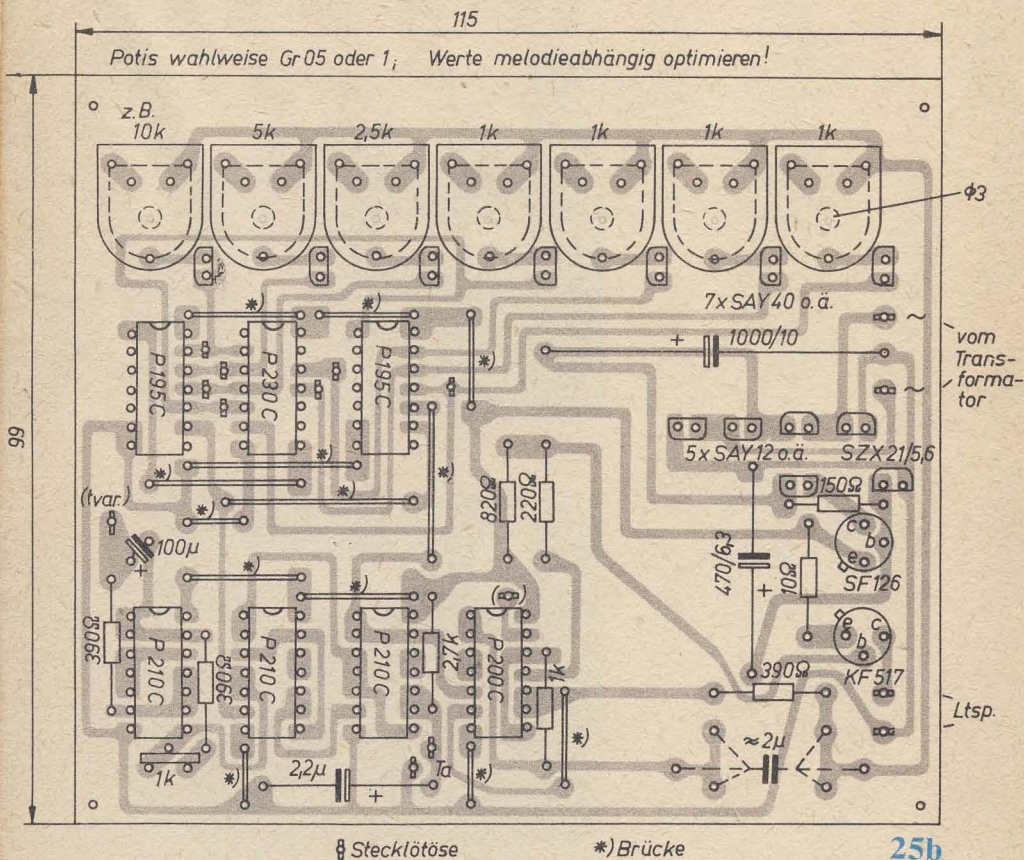 115
Potis wahlweise Gr 05 oder 1; Werte melodieabhängig optimieren!
z.B.
10k 5k 2,5k 1k 1k 1k 1k
ϕ3
99
7x SAY 40 o.ä.
*) *)
+ 1000/10
~
vom
Trans-
forma-
tor
~
P 195 C P 230 C P 195 C
*)
5x SAY 12 o.ä. SZX 21/5,6
*) *) *)
*)
820Ω 220Ω
150Ω
(tvar.)
*)
100µ
+
470/6,3
+
10Ω
c
b
e
SF 126
*) *) (*)
390Ω
P 210 C
390Ω
P 210 C P 210 C
2,7k
P 200 C
1k
e c
b
KF 517
390Ω
Ltsp.
*)
≈2µ
1k
*)
2,2µ
+
Ta
*)
Stecklötöse *) Brücke
25b